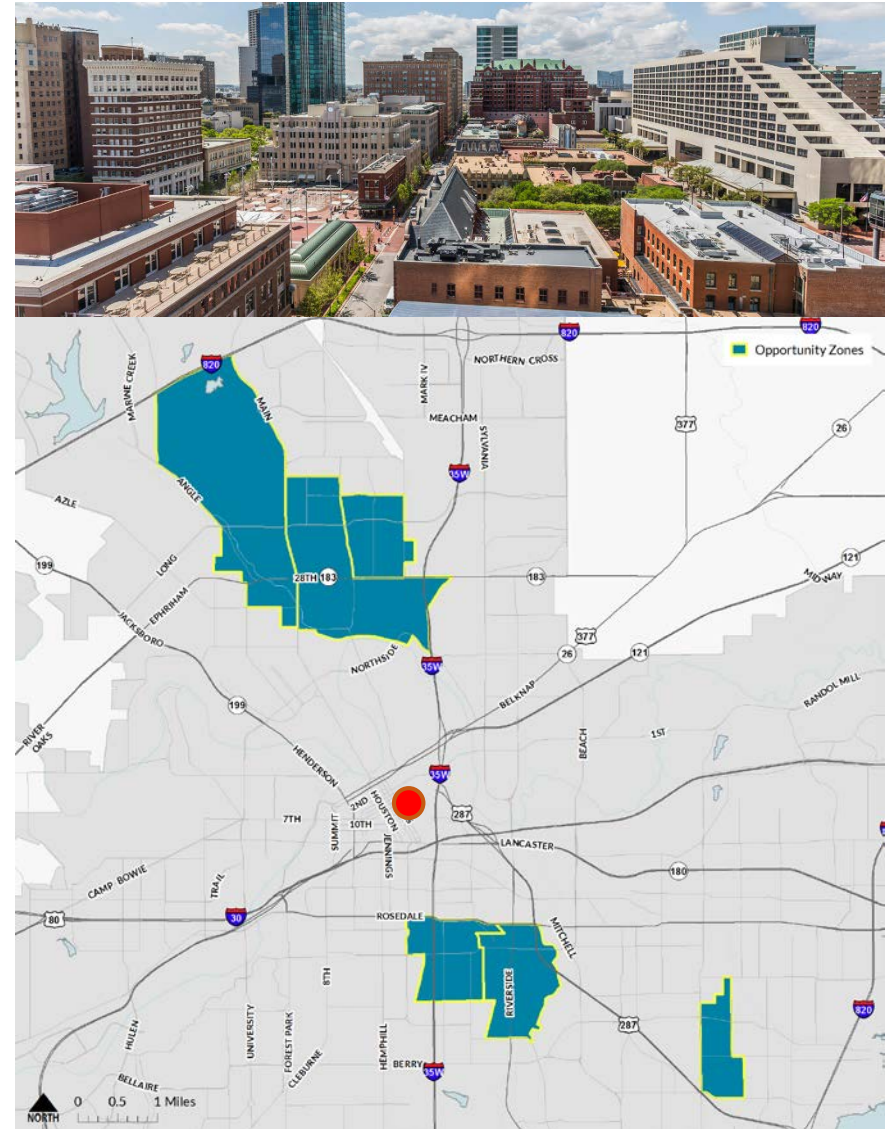 820
820
820
Opportunity Zones
MARINE CREEK
MAIN
MARK IV
NORTHERN CROSS
MEACHAM
SYLVANIA
377
26
35W
ANGLE
AZLE
LONG
199
EPHRIHAM
28TH
183
183
121
MIDWAY
JACKSBORO
NORTHSIDE
35W
377
26
121
BELKNAP
RANDOL MILL
RIVER OAKS
199
HENDERSON
BEACH
1ST
35W
2ND
HOUSTON
7TH
SUMMIT
10TH
JENNINGS
287
LANCASTER
180
CAMP BOWIE
TRAIL
80
30
ROSEDALE
MITCHELL
8TH
RIVERSIDE
UNIVERSITY
FOREST PARK
CLEBURNE
HEMPHILL
HULEN
287
820
BERRY
35W
BELLAIRE
NORTH
0 0.5 1 Miles